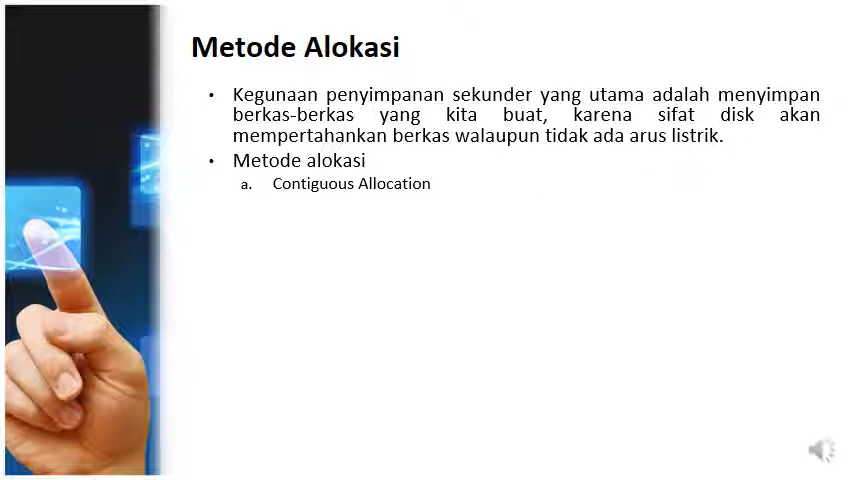 Metode Alokasi
• Kegunaan penyimpanan sekunder yang utama adalah menyimpan
berkas-berkas yang kita buat, karena sifat disk akan
mempertahankan berkas walaupun tidak ada arus listrik.
• Metode alokasi
a. Contiguous Allocation